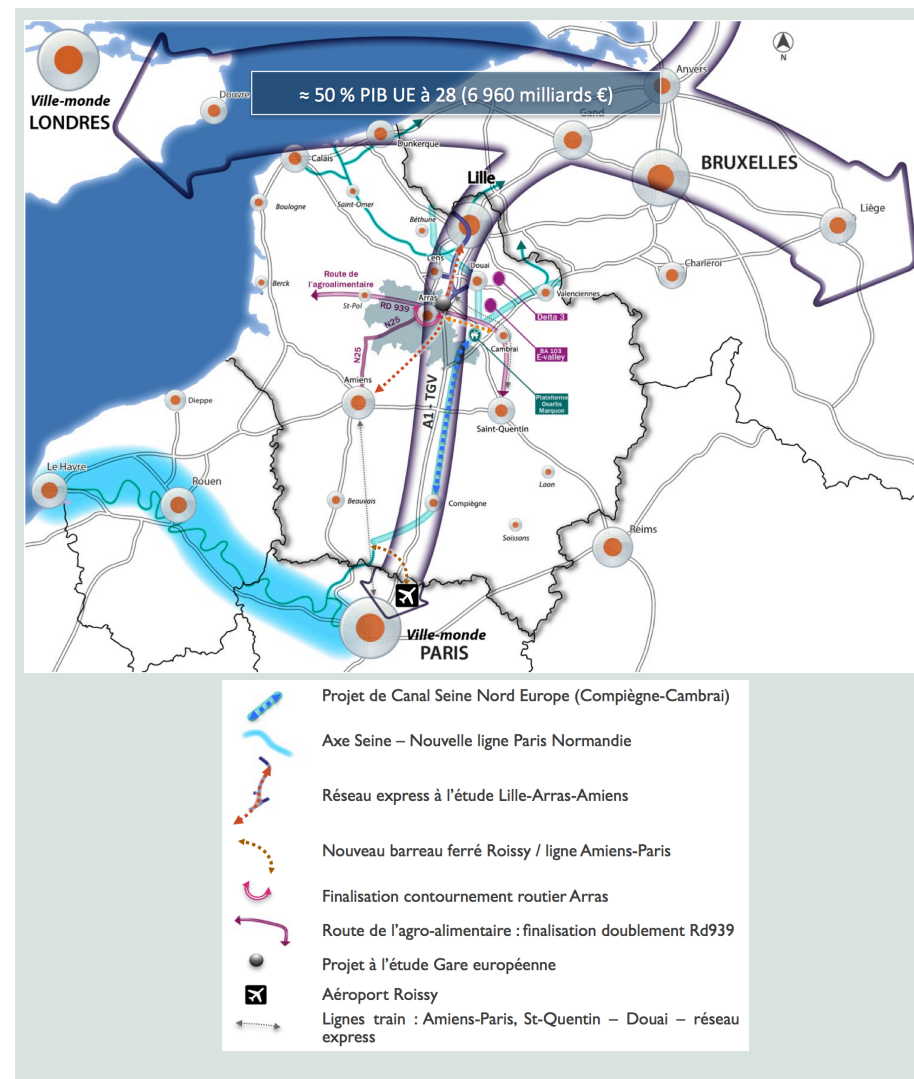 ≈ 50 % PIB UE à 28 (6 960 milliards €)
N
Ville-monde
LONDRES
Douvre
Anvers
Gand
Dunkerque
Calais
BRUXELLES
Lille
Saint-Omer
Boulogne
Béthune
Liège
Lens
Douai
Charleroi
Route de
l'agroalimentaire
Berck
Valenciennes
Arras
St-Pol
RD 939
N25
Delta 3
Cambrai
BA 103
E-valley
N25
Amiens
A1 - TGV
Plateforme
Osartis
Marquon
Dieppe
Saint-Quentin
Le Havre
Rouen
Beauvais
Compiègne
Laon
Soissons
Reims
Ville-monde
PARIS
Projet de Canal Seine Nord Europe (Compiègne-Cambrai)
Axe Seine – Nouvelle ligne Paris Normandie
Réseau express à l'étude Lille-Arras-Amiens
Nouveau barreau ferré Roissy / ligne Amiens-Paris
Finalisation contournement routier Arras
Route de l'agro-alimentaire : finalisation doublement Rd939
Projet à l'étude Gare européenne
Aéroport Roissy
Lignes train : Amiens-Paris, St-Quentin – Douai – réseau
express